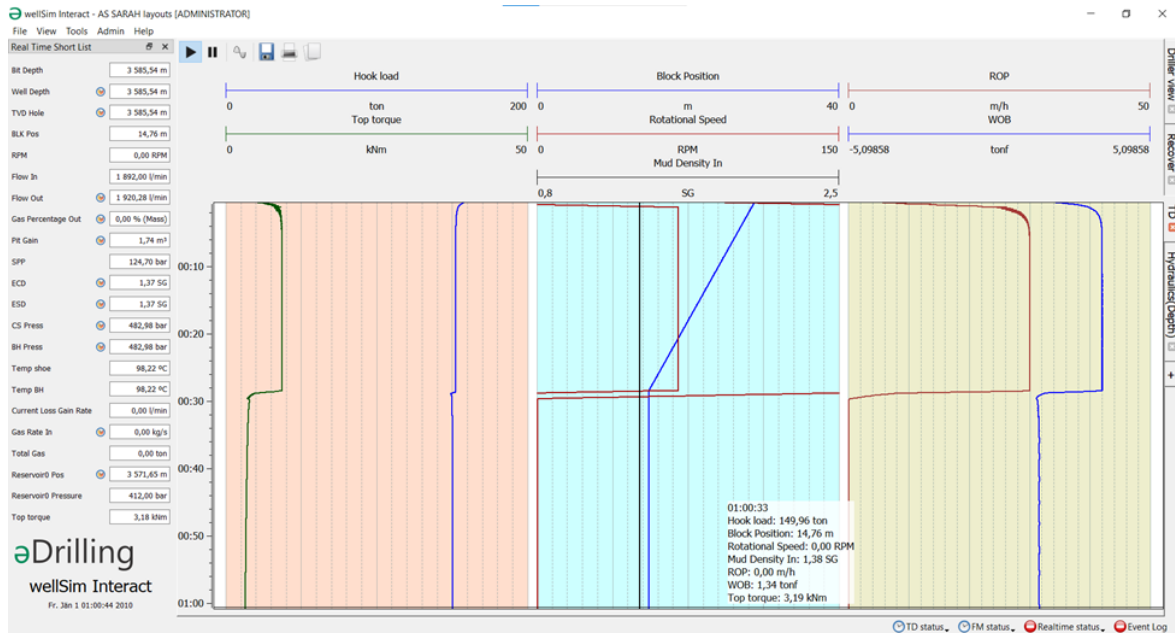 wellSim Interact - AS SARAH layouts [ADMINISTRATOR]
File View Tools Admin Help
Real Time Short List
Bit Depth 3 585,54 m
Well Depth 3 585,54 m
TVD Hole 3 585,54 m
BLK Pos 14,76 m
RPM 0,00 RPM
Flow In 1 892,00 l/min
Flow Out 1 920,28 l/min
Gas Percentage Out 0,00 % (Mass)
Pit Gain 1,74 m³
SPP 124,70 bar
ECD 1,37 SG
ESD 1,37 SG
CS Press 482,98 bar
BH Press 482,98 bar
Temp shoe 98,22 ºC
Temp BH 98,22 ºC
Current Loss Gain Rate 0,00 l/min
Gas Rate In 0,00 kg/s
Total Gas 0,00 ton
Reservoir0 Pos 3 571,65 m
Reservoir0 Pressure 412,00 bar
Top torque 3,18 kNm
əDrilling
wellSim Interact
Fr. Jän 1 01:00:44 2010
Hook load
0 ton 200
Top torque
0 kNm 50
Block Position
0 m 40
Rotational Speed
0 RPM 150
Mud Density In
0,8 SG 2,5
ROP
0 m/h 50
WOB
-5,09858 tonf 5,09858
00:10
00:20
00:30
00:40
00:50
01:00
01:00:33
Hook load: 149,96 ton
Block Position: 14,76 m
Rotational Speed: 0,00 RPM
Mud Density In: 1,38 SG
ROP: 0,00 m/h
WOB: 1,34 tonf
Top torque: 3,19 kNm
Driller view
Recover
TD
Hydraulics(Depth)
+
TD status
FM status
Realtime status
Event Log